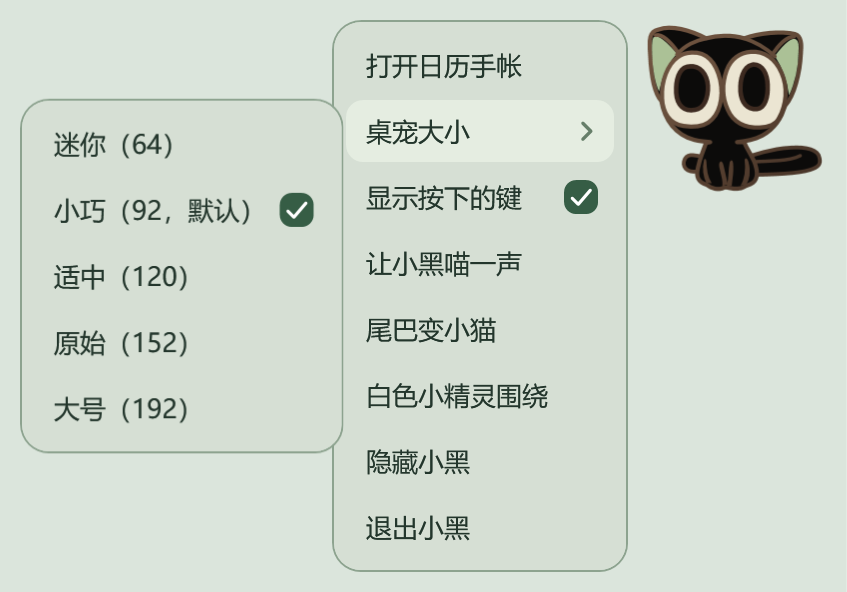 打开日历手帐
桌宠大小
显示按下的键
让小黑喵一声
尾巴变小猫
白色小精灵围绕
隐藏小黑
退出小黑
迷你（64）
小巧（92，默认）
适中（120）
原始（152）
大号（192）